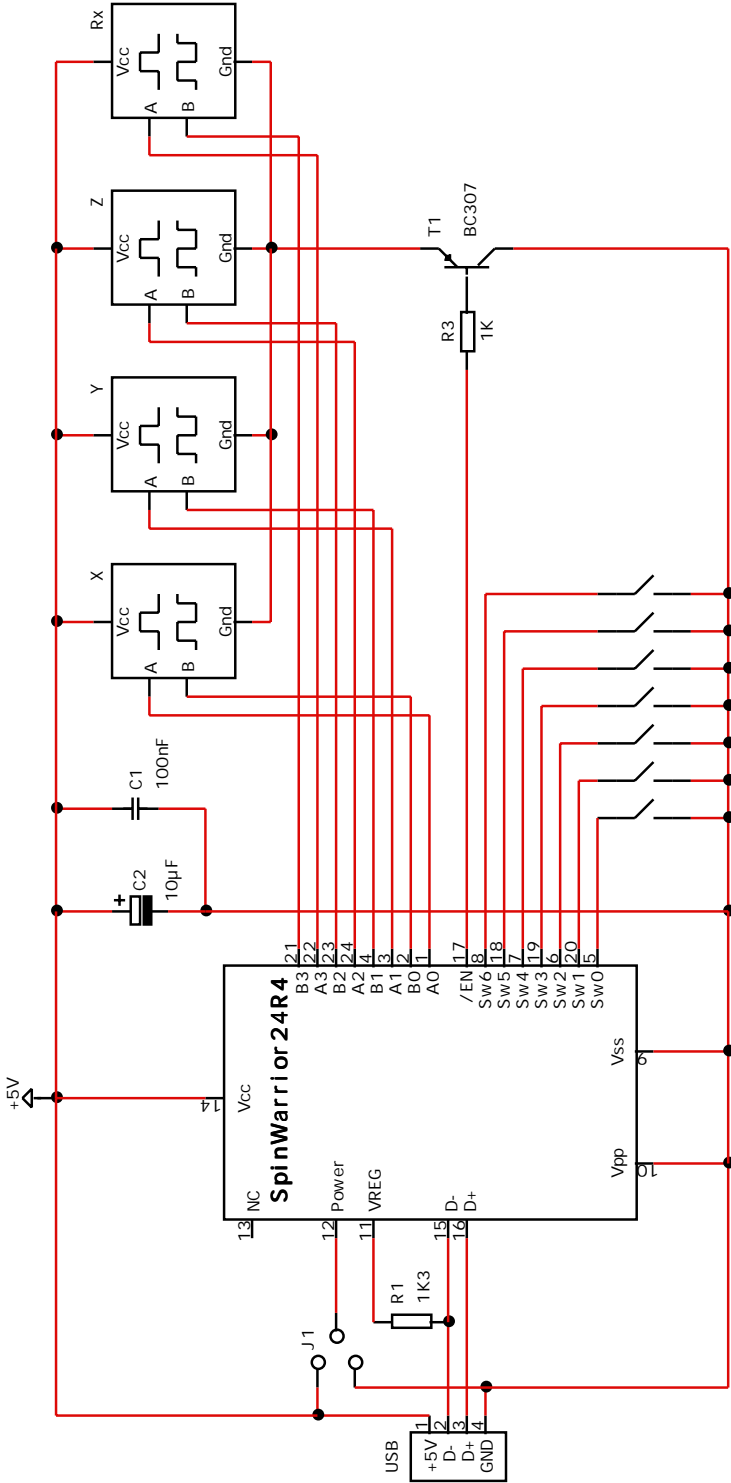 +5V
USB
+5V
D-
D+
GND
1
2
3
4
J1
R1
1K3
SpinWarrior24R4
13
NC
12
Power
11
VREG
15
D-
16
D+
14
Vcc
10
Vpp
9
Vss
21
B3
22
A3
23
B2
24
A2
4
B1
3
A1
2
B0
1
A0
17
/EN
8
Sw6
18
Sw5
7
Sw4
19
Sw3
6
Sw2
20
Sw1
5
Sw0
+
C2
10µF
C1
100nF
X
Vcc
A
B
Gnd
Y
Vcc
A
B
Gnd
Z
Vcc
A
B
Gnd
Rx
Vcc
A
B
Gnd
R3
1K
T1
BC307